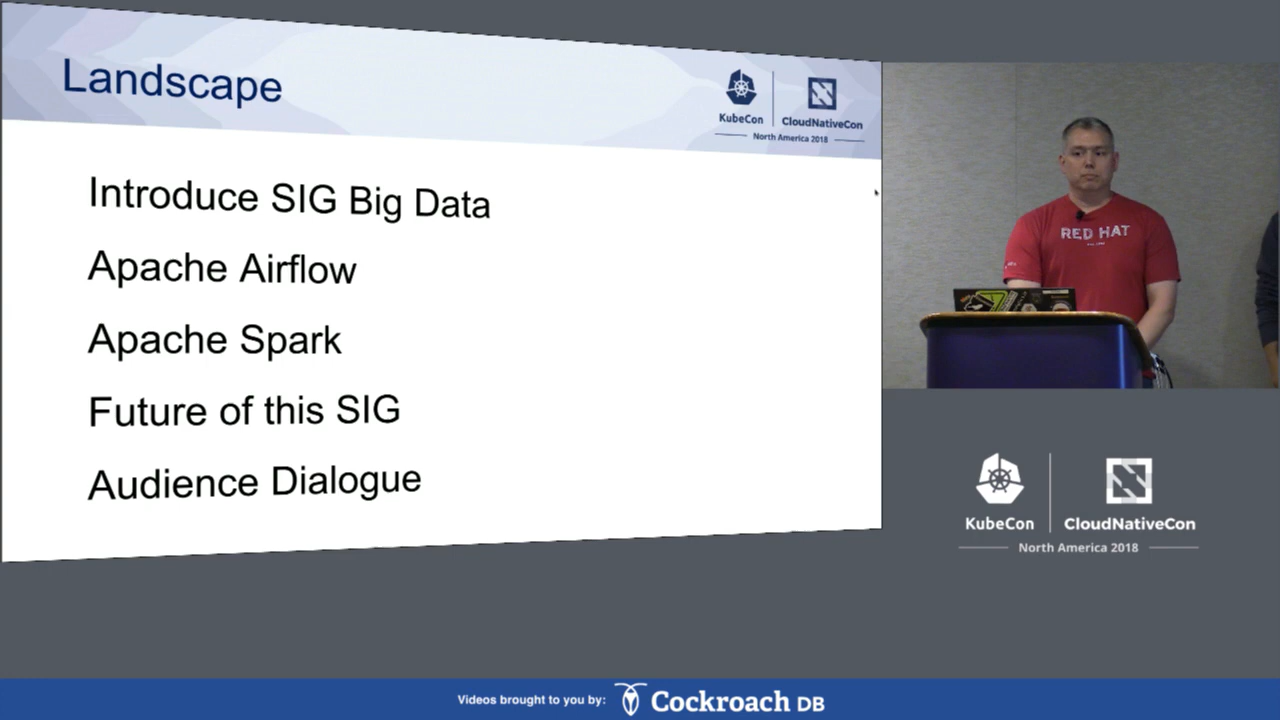 Landscape
KubeCon
CloudNativeCon
North America 2018
Introduce SIG Big Data
Apache Airflow
Apache Spark
Future of this SIG
Audience Dialogue
RED HAT
KubeCon
CloudNativeCon
North America 2018
Videos brought to you by:
Cockroach DB